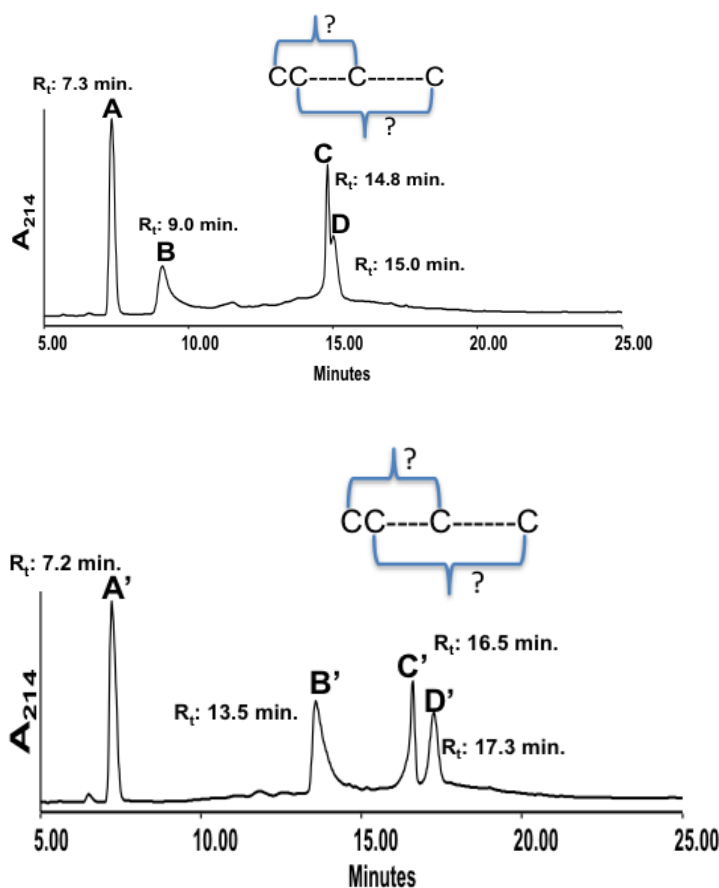 ?
CC----C------C
?
Rt: 7.3 min.
A
C
Rt: 14.8 min.
Rt: 9.0 min.
B
D
Rt: 15.0 min.
A214
5.00 10.00 15.00 20.00 25.00
Minutes
?
CC-----C-------C
?
Rt: 7.2 min.
A’
Rt: 16.5 min.
C’
B’
D’
Rt: 13.5 min.
Rt: 17.3 min.
A214
5.00 10.00 15.00 20.00 25.00
Minutes